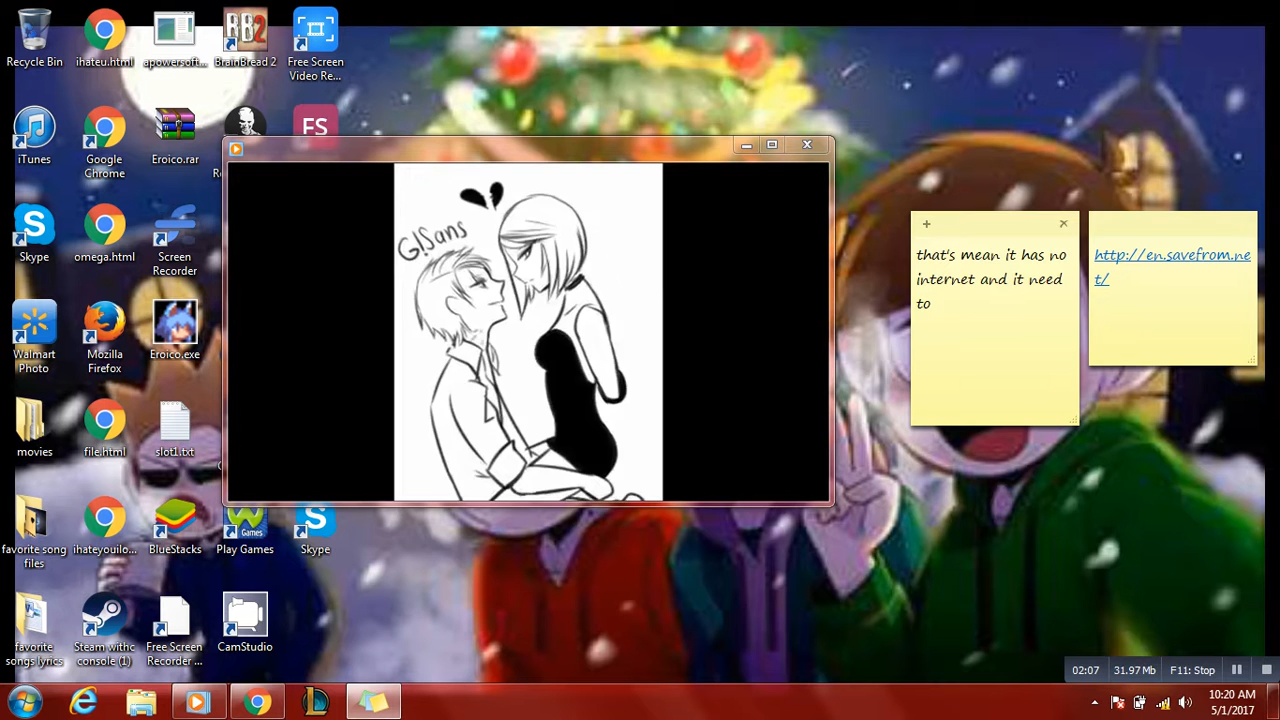 Recycle Bin
ihateu.html
apowersoft...
BrainBread 2
Free Screen
Video Re...
iTunes
Google
Chrome
Eroico.rar
FS
Skype
omega.html
Screen
Recorder
Walmart
Photo
Mozilla
Firefox
Eroico.exe
movies
file.html
slot1.txt
favorite song
files
ihateyouilo...
BlueStacks
Games
Play Games
Skype
favorite
songs lyrics
Steam withc
console (1)
Free Screen
Recorder ...
CamStudio
G!Sans
that's mean it has no
internet and it need
to
http://en.savefrom.ne
t/
02:07
31.97 Mb
F11: Stop
10:20 AM
5/1/2017